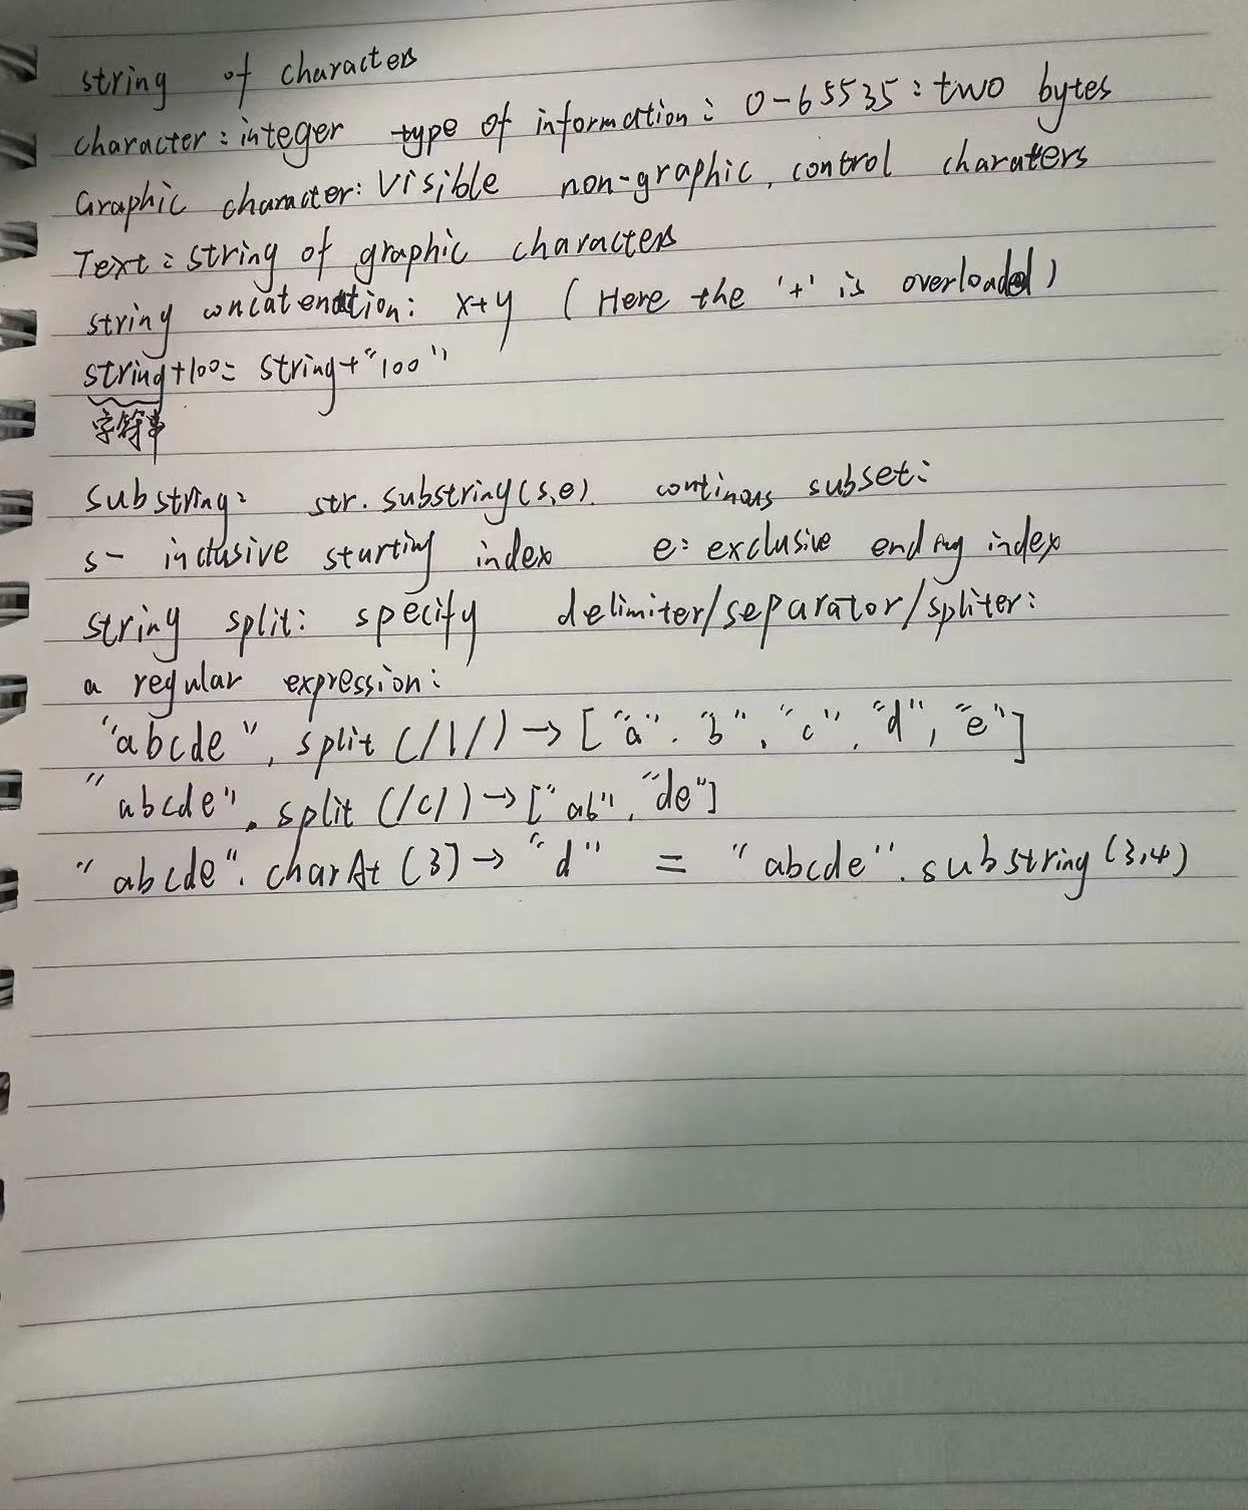 string of characters
character: integer type of information: 0-65535: two bytes
Graphic character: visible non-graphic, control charaters
Text: string of graphic characters
string concatenation: x+y (Here the '+' is overloaded)
string+100= string+"100"
字符串
substring: str.substring(s,e). continous subset:
s- inclusive starting index e: exclusive ending index
string split: specify delimiter/separator/spliter:
a regular expression:
"abcde", split (/1/) → ["a". "b", "c", "d", "e"]
"abcde". split (/c/) → ["ab", "de"]
"abcde". charAt (3) → "d" = "abcde". substring (3,4)